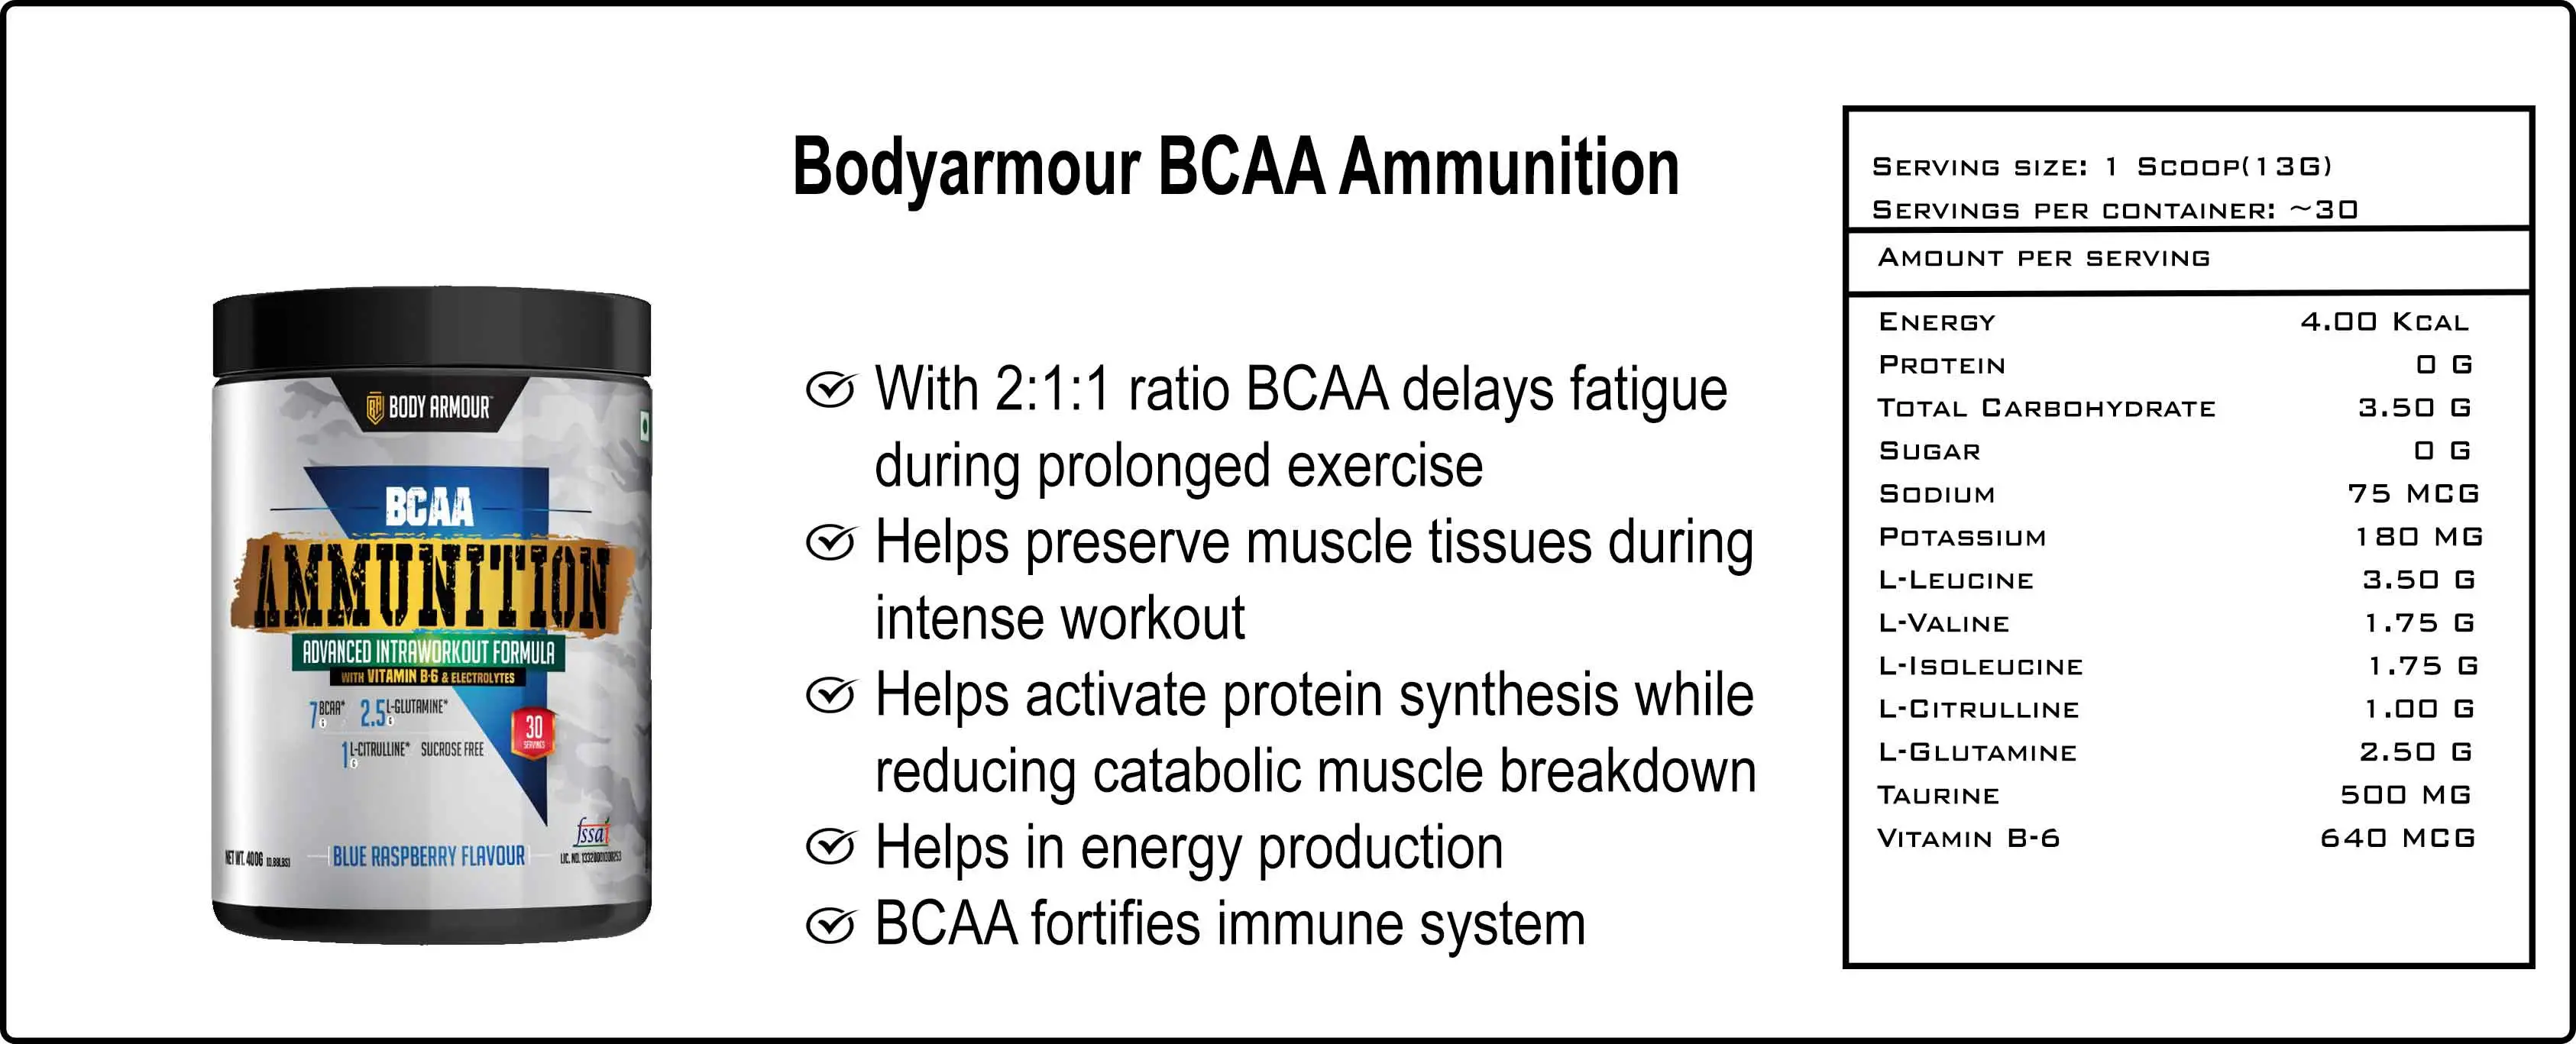 Bodyarmour BCAA Ammunition
BODY ARMOUR
BCAA
AMMUNITION
ADVANCED INTRAWORKOUT FORMULA
WITH VITAMIN B-6 & ELECTROLYTES
7G BCAA* 2.5G L-GLUTAMINE*
1G L-CITRULLINE* SUCROSE FREE
30 SERVINGS
fssai
NET WT. 400G
BLUE RASPBERRY FLAVOUR
LIC. NO.
With 2:1:1 ratio BCAA delays fatigue
during prolonged exercise
Helps preserve muscle tissues during
intense workout
Helps activate protein synthesis while
reducing catabolic muscle breakdown
Helps in energy production
BCAA fortifies immune system
SERVING SIZE: 1 SCOOP(13G)
SERVINGS PER CONTAINER: ~30
AMOUNT PER SERVING
ENERGY 4.00 KCAL
PROTEIN 0 G
TOTAL CARBOHYDRATE 3.50 G
SUGAR 0 G
SODIUM 75 MCG
POTASSIUM 180 MG
L-LEUCINE 3.50 G
L-VALINE 1.75 G
L-ISOLEUCINE 1.75 G
L-CITRULLINE 1.00 G
L-GLUTAMINE 2.50 G
TAURINE 500 MG
VITAMIN B-6 640 MCG